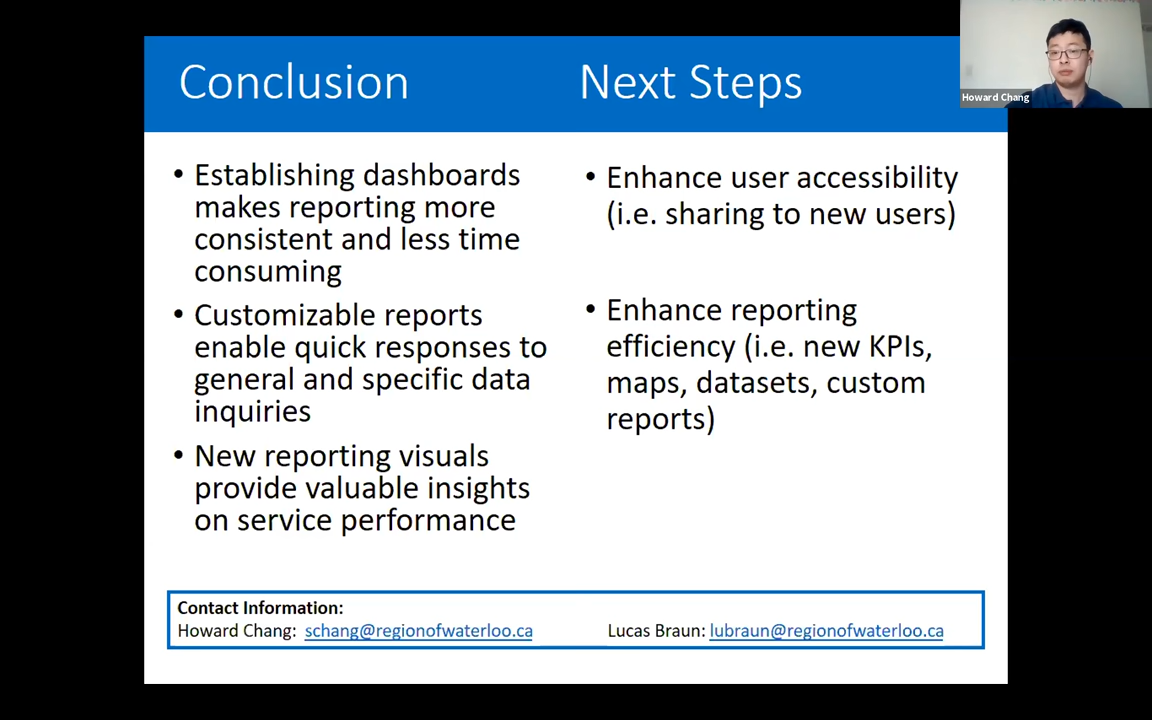 Conclusion
Next Steps
Howard Chang
• Establishing dashboards
makes reporting more
consistent and less time
consuming
• Customizable reports
enable quick responses to
general and specific data
inquiries
• New reporting visuals
provide valuable insights
on service performance
• Enhance user accessibility
(i.e. sharing to new users)
• Enhance reporting
efficiency (i.e. new KPIs,
maps, datasets, custom
reports)
Contact Information:
Howard Chang: schang@regionofwaterloo.ca
Lucas Braun: lubraun@regionofwaterloo.ca